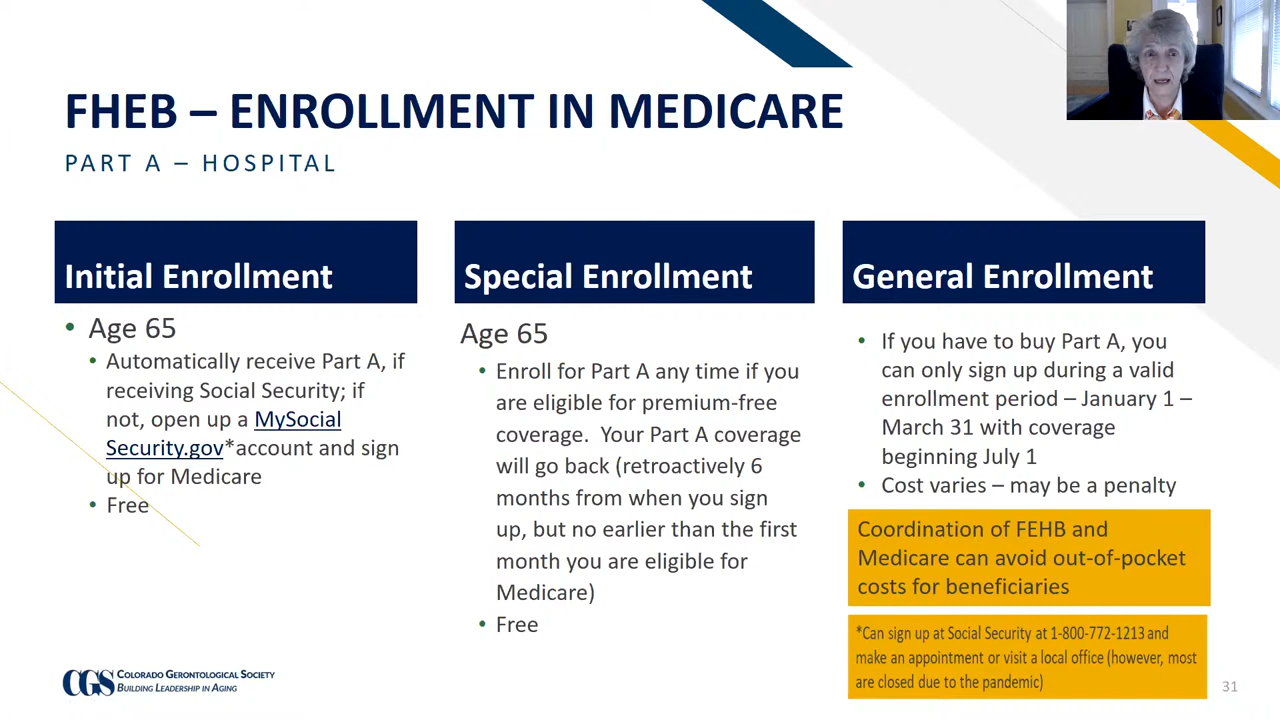 FHEB – ENROLLMENT IN MEDICARE
PART A – HOSPITAL
Initial Enrollment
• Age 65
• Automatically receive Part A, if
receiving Social Security; if
not, open up a MySocial
Security.gov*account and sign
up for Medicare
• Free
Special Enrollment
Age 65
• Enroll for Part A any time if you
are eligible for premium-free
coverage. Your Part A coverage
will go back (retroactively 6
months from when you sign
up, but no earlier than the first
month you are eligible for
Medicare)
• Free
General Enrollment
• If you have to buy Part A, you
can only sign up during a valid
enrollment period – January 1 –
March 31 with coverage
beginning July 1
• Cost varies – may be a penalty
Coordination of FEHB and
Medicare can avoid out-of-pocket
costs for beneficiaries
*Can sign up at Social Security at 1-800-772-1213 and
make an appointment or visit a local office (however, most
are closed due to the pandemic)
CGS COLORADO GERONTOLOGICAL SOCIETY
BUILDING LEADERSHIP IN AGING
31